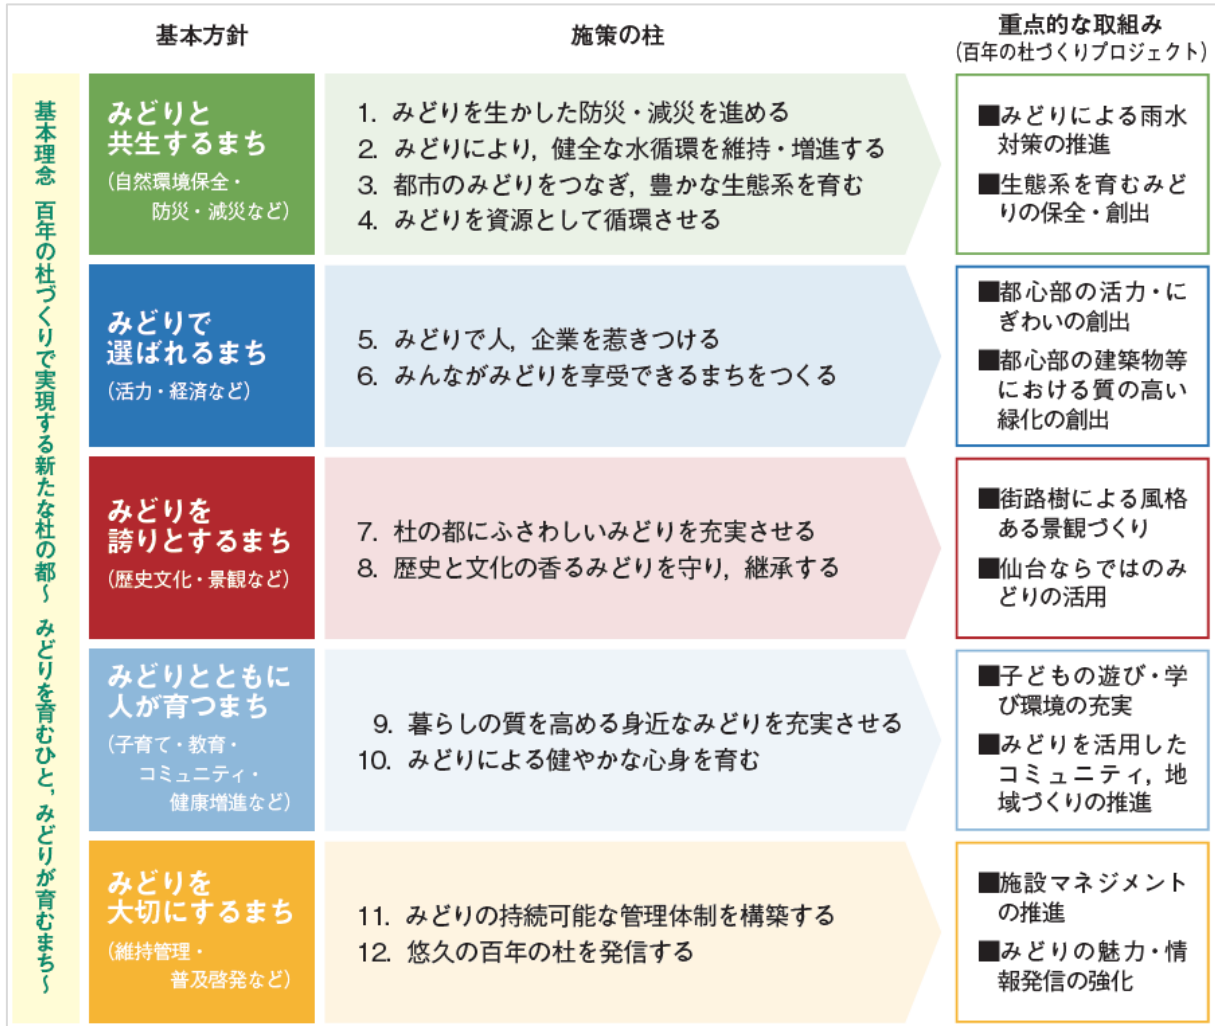 基本方針
施策の柱
重点的な取組み
(百年の杜づくりプロジェクト)
基本理念 百年の杜づくりで実現する新たな杜の都～ みどりを育むひと，みどりが育むまち～
みどりと
共生するまち
(自然環境保全・
防災・減災など)
1. みどりを生かした防災・減災を進める
2. みどりにより，健全な水循環を維持・増進する
3. 都市のみどりをつなぎ，豊かな生態系を育む
4. みどりを資源として循環させる
■みどりによる雨水
対策の推進
■生態系を育むみど
りの保全・創出
みどりで
選ばれるまち
(活力・経済など)
5. みどりで人，企業を惹きつける
6. みんながみどりを享受できるまちをつくる
■都心部の活力・に
ぎわいの創出
■都心部の建築物等
における質の高い
緑化の創出
みどりを
誇りとするまち
(歴史文化・景観など)
7. 杜の都にふさわしいみどりを充実させる
8. 歴史と文化の香るみどりを守り，継承する
■街路樹による風格
ある景観づくり
■仙台ならではのみ
どりの活用
みどりとともに
人が育つまち
(子育て・教育・
コミュニティ・
健康増進など)
9. 暮らしの質を高める身近なみどりを充実させる
10. みどりによる健やかな心身を育む
■子どもの遊び・学
び環境の充実
■みどりを活用した
コミュニティ，地
域づくりの推進
みどりを
大切にするまち
(維持管理・
普及啓発など)
11. みどりの持続可能な管理体制を構築する
12. 悠久の百年の杜を発信する
■施設マネジメント
の推進
■みどりの魅力・情
報発信の強化